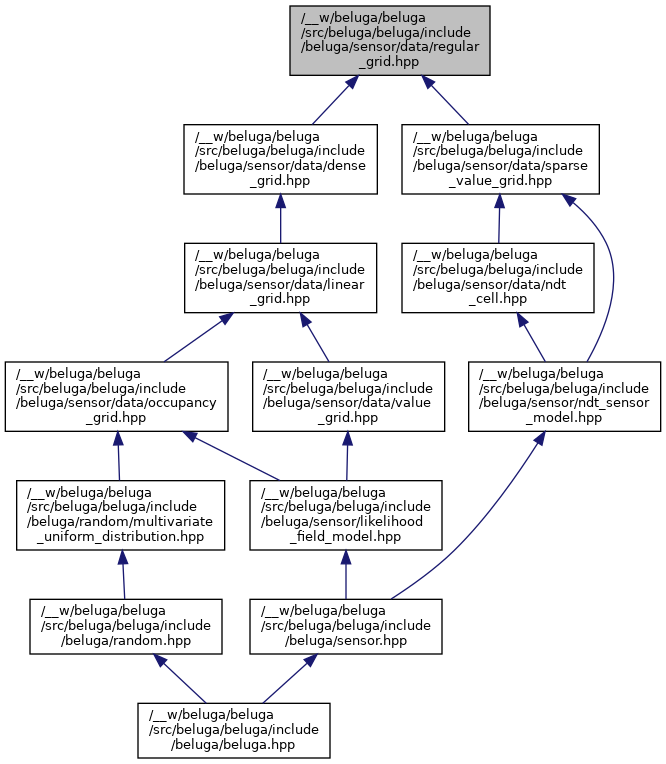 /__w/beluga/beluga
/src/beluga/beluga/include
/beluga/sensor/data/regular
_grid.hpp
/__w/beluga/beluga
/src/beluga/beluga/include
/beluga/sensor/data/dense
_grid.hpp
/__w/beluga/beluga
/src/beluga/beluga/include
/beluga/sensor/data/sparse
_value_grid.hpp
/__w/beluga/beluga
/src/beluga/beluga/include
/beluga/sensor/data/linear
_grid.hpp
/__w/beluga/beluga
/src/beluga/beluga/include
/beluga/sensor/data/ndt
_cell.hpp
/__w/beluga/beluga
/src/beluga/beluga/include
/beluga/sensor/data/occupancy
_grid.hpp
/__w/beluga/beluga
/src/beluga/beluga/include
/beluga/sensor/data/value
_grid.hpp
/__w/beluga/beluga
/src/beluga/beluga/include
/beluga/sensor/ndt_sensor
_model.hpp
/__w/beluga/beluga
/src/beluga/beluga/include
/beluga/random/multivariate
_uniform_distribution.hpp
/__w/beluga/beluga
/src/beluga/beluga/include
/beluga/sensor/likelihood
_field_model.hpp
/__w/beluga/beluga
/src/beluga/beluga/include
/beluga/random.hpp
/__w/beluga/beluga
/src/beluga/beluga/include
/beluga/sensor.hpp
/__w/beluga/beluga
/src/beluga/beluga/include
/beluga/beluga.hpp